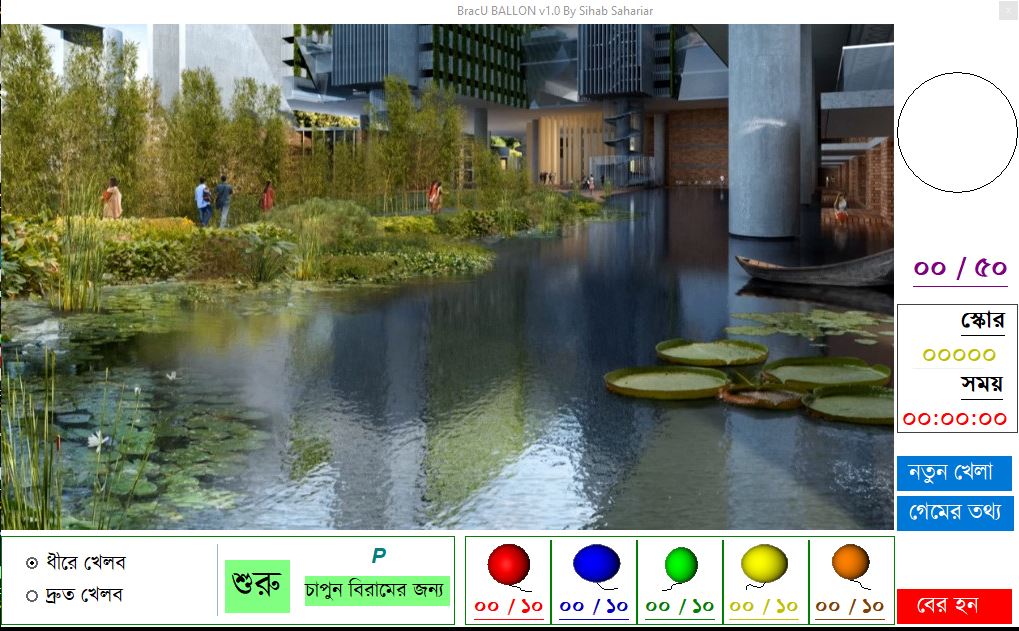 BracU BALLON v1.0 By Sihab Sahariar
০০ / ৫০
স্কোর
০০০০০
সময়
০০:০০:০০
নতুন খেলা
গেমের তথ্য
ধীরে খেলব
দ্রুত খেলব
শুরু
P
চাপুন বিরামের জন্য
০০ / ১০
০০ / ১০
০০ / ১০
০০ / ১০
০০ / ১০
বের হন